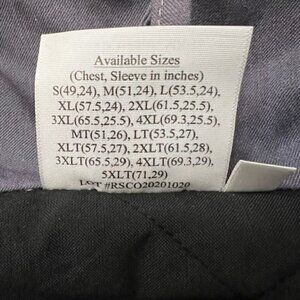 Available Sizes
(Chest, Sleeve in inches)
S(49,24), M(51,24), L(53.5,24),
XL(57.5,24), 2XL(61.5,25.5),
3XL(65.5,25.5), 4XL(69.3,25.5),
MT(51,26), LT(53.5,27),
XLT(57.5,27), 2XLT(61.5,28),
3XLT(65.5,29), 4XLT(69.3,29),
5XLT(71,29)
LOT #RSCO20201020